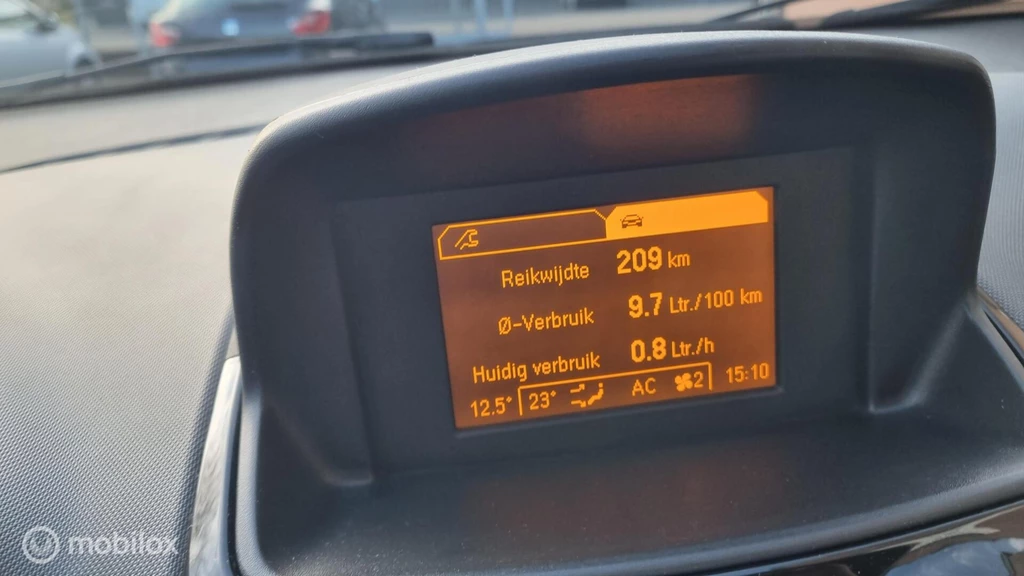 Reikwijdte 209 km
Ø-Verbruik 9.7 Ltr./100 km
Huidig verbruik 0.8 Ltr./h
12.5° 23° AC 2 15:10
mobilox